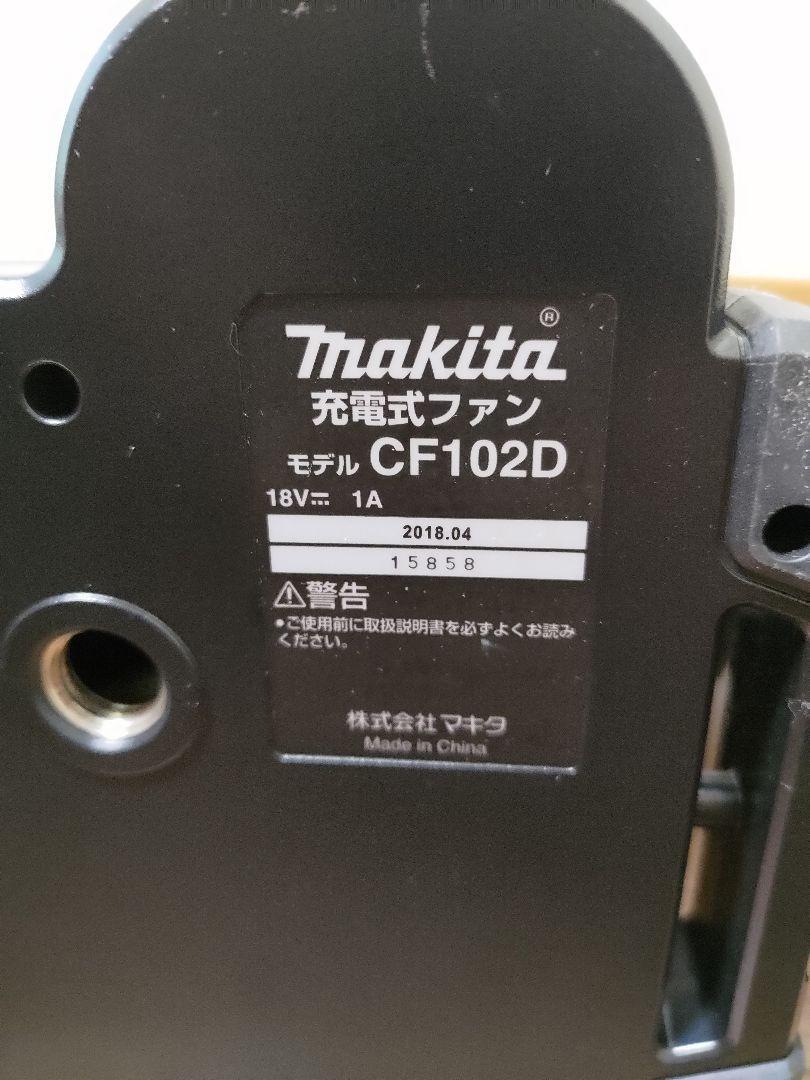 makita®
充電式ファン
モデル CF102D
18V⎓ 1A
2018.04
15858
⚠警告
•ご使用前に取扱説明書を必ずよくお読み
ください。
株式会社 マキタ
Made in China